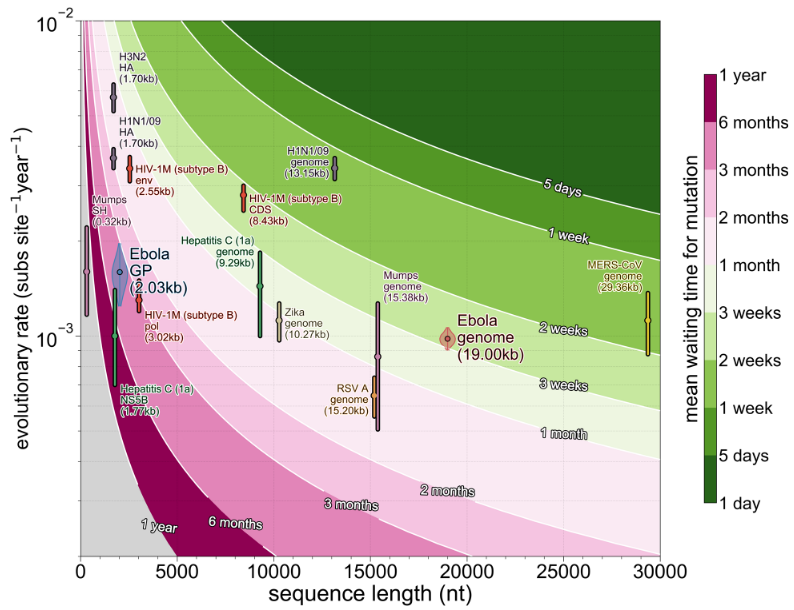 10⁻²
10⁻³
evolutionary rate (subs site⁻¹year⁻¹)
H3N2
HA
(1.70kb)
H1N1/09
HA
(1.70kb)
HIV-1M (subtype B)
env
(2.55kb)
Mumps
SH
(0.32kb)
Ebola
GP
(2.03kb)
HIV-1M (subtype B)
pol
(3.02kb)
Hepatitis C (1a)
NS5B
(1.77kb)
H1N1/09
genome
(13.15kb)
HIV-1M (subtype B)
CDS
(8.43kb)
Hepatitis C (1a)
genome
(9.29kb)
Zika
genome
(10.27kb)
Mumps
genome
(15.38kb)
RSV A
genome
(15.20kb)
Ebola
genome
(19.00kb)
MERS-CoV
genome
(29.36kb)
5 days
1 week
2 weeks
3 weeks
1 month
2 months
3 months
6 months
1 year
0
5000
10000
15000
20000
25000
30000
sequence length (nt)
mean waiting time for mutation
1 year
6 months
3 months
2 months
1 month
3 weeks
2 weeks
1 week
5 days
1 day